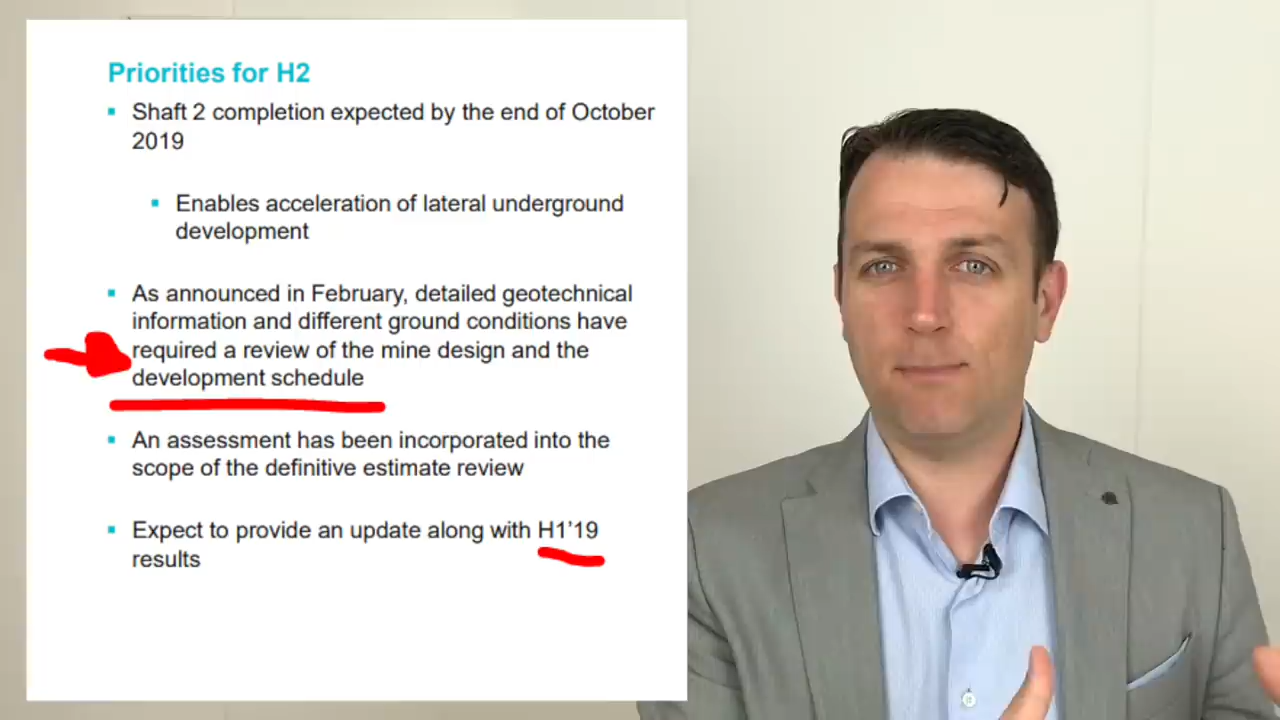 Priorities for H2
▪ Shaft 2 completion expected by the end of October
2019
▪ Enables acceleration of lateral underground
development
▪ As announced in February, detailed geotechnical
information and different ground conditions have
required a review of the mine design and the
development schedule
▪ An assessment has been incorporated into the
scope of the definitive estimate review
▪ Expect to provide an update along with H1’19
results